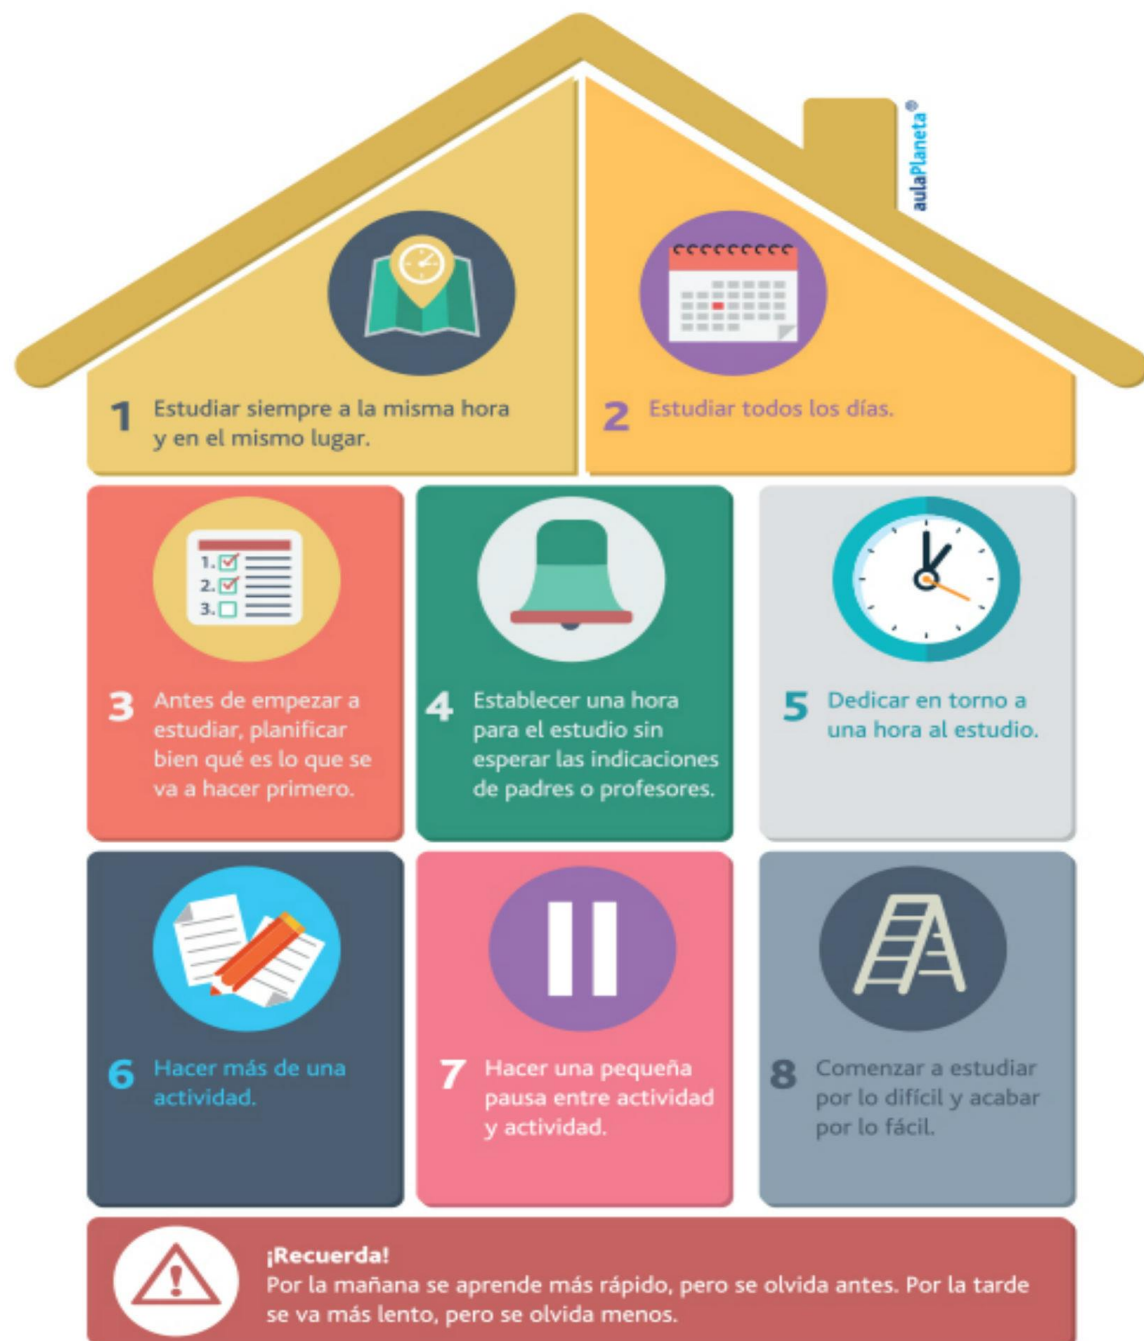 aulaPlaneta®
1 Estudiar siempre a la misma hora
y en el mismo lugar.
2 Estudiar todos los días.
1.
2.
3.
3 Antes de empezar a
estudiar, planificar
bien qué es lo que se
va a hacer primero.
4 Establecer una hora
para el estudio sin
esperar las indicaciones
de padres o profesores.
5 Dedicar en torno a
una hora al estudio.
6 Hacer más de una
actividad.
7 Hacer una pequeña
pausa entre actividad
y actividad.
8 Comenzar a estudiar
por lo difícil y acabar
por lo fácil.
¡Recuerda!
Por la mañana se aprende más rápido, pero se olvida antes. Por la tarde
se va más lento, pero se olvida menos.